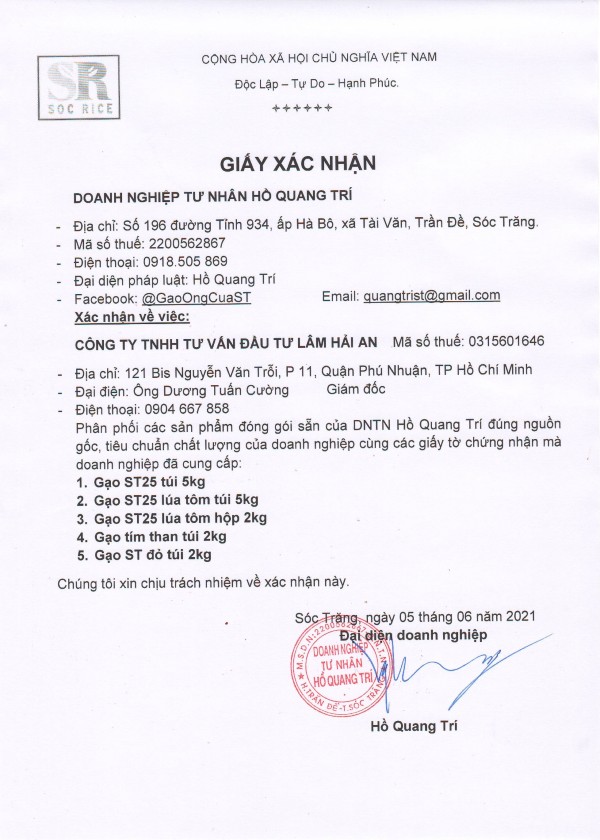 SR
SOC RICE
CỘNG HÒA XÃ HỘI CHỦ NGHĨA VIỆT NAM
Độc Lập – Tự Do – Hạnh Phúc.
++++++
GIẤY XÁC NHẬN
DOANH NGHIỆP TƯ NHÂN HỒ QUANG TRÍ
- Địa chỉ: Số 196 đường Tỉnh 934, ấp Hà Bô, xã Tài Văn, Trần Đề, Sóc Trăng.
- Mã số thuế: 2200562867
- Điện thoại: 0918.505 869
- Đại diện pháp luật: Hồ Quang Trí
- Facebook: @GaoOngCuaST Email: quangtrist@gmail.com
Xác nhận về việc:
CÔNG TY TNHH TƯ VẤN ĐẦU TƯ LÂM HẢI AN Mã số thuế: 0315601646
- Địa chỉ: 121 Bis Nguyễn Văn Trỗi, P 11, Quận Phú Nhuận, TP Hồ Chí Minh
- Đại điện: Ông Dương Tuấn Cường Giám đốc
- Điện thoại: 0904 667 858
Phân phối các sản phẩm đóng gói sẵn của DNTN Hồ Quang Trí đúng nguồn
gốc, tiêu chuẩn chất lượng của doanh nghiệp cùng các giấy tờ chứng nhận mà
doanh nghiệp đã cung cấp:
1. Gạo ST25 túi 5kg
2. Gạo ST25 lúa tôm túi 5kg
3. Gạo ST25 lúa tôm hộp 2kg
4. Gạo tím than túi 2kg
5. Gạo ST đỏ túi 2kg
Chúng tôi xin chịu trách nhiệm về xác nhận này.
Sóc Trăng, ngày 05 tháng 06 năm 2021
Đại diện doanh nghiệp
M.S.D.N:2200562867-D.N.T.N
DOANH NGHIỆP
TƯ NHÂN
HỒ QUANG TRÍ
H.TRẦN ĐỀ-T.SÓC TRĂNG
Hồ Quang Trí